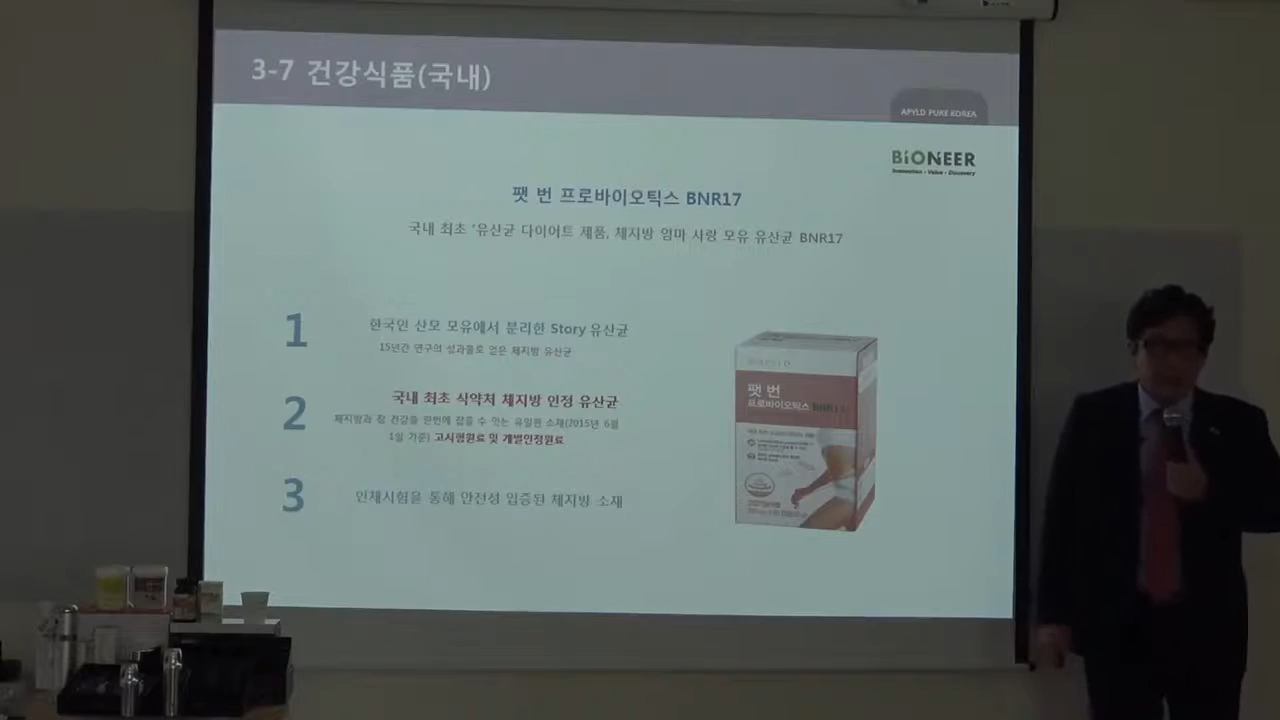 3-7 건강식품(국내)
APYLD PURE KOREA
BiONEER
Innovation · Value · Discovery
팻 번 프로바이오틱스 BNR17
국내 최초 '유산균 다이어트 제품, 체지방 엄마 사랑 모유 유산균 BNR17
1
한국인 산모 모유에서 분리한 Story 유산균
15년간 연구의 성과물로 얻은 체지방 유산균
2
국내 최초 식약처 체지방 인정 유산균
체지방과 장 건강을 한번에 잡을 수 있는 유일한 소재(2015년 6월
1일 기준) 고시형원료 및 개별인정원료
3
인체시험을 통해 안전성 입증된 체지방 소재
팻 번
프로바이오틱스 BNR17